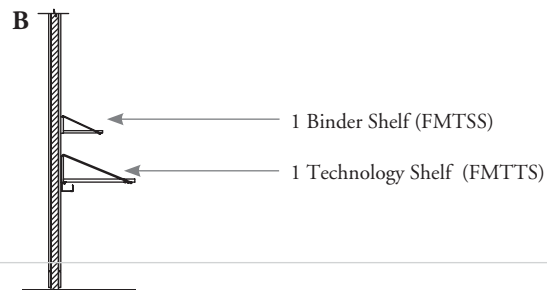 B
1 Binder Shelf (FMTSS)
1 Technology Shelf (FMTTS)